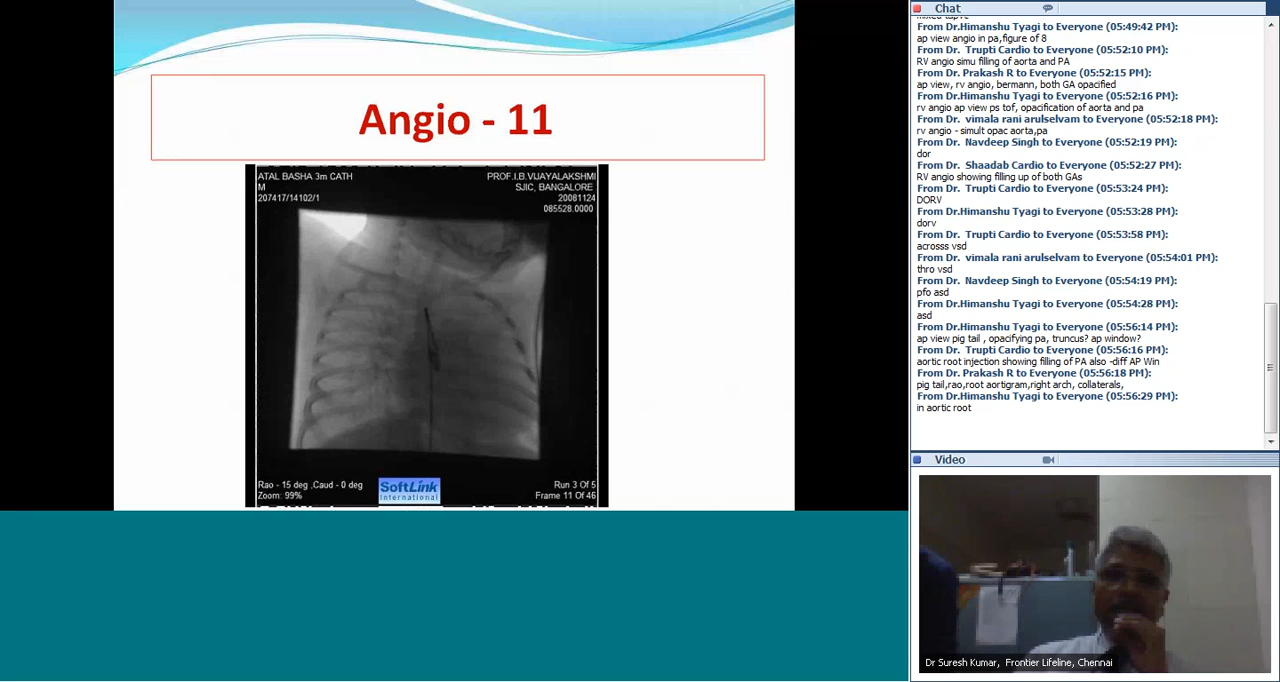 Angio - 11
ATAL BASHA 3m CATH
M
207417/14102/1
PROF.I.B.VIJAYALAKSHMI
SJIC, BANGALORE
20081124
085528.0000
Rao - 15 deg ,Caud - 0 deg
Zoom: 99%
SoftLink
International
Run 3 Of 5
Frame 11 Of 46
Chat
From Dr.Himanshu Tyagi to Everyone (05:49:42 PM):
ap view angio in pa,figure of 8
From Dr. Trupti Cardio to Everyone (05:52:10 PM):
RV angio simu filling of aorta and PA
From Dr. Prakash R to Everyone (05:52:15 PM):
ap view, rv angio, bermann, both GA opacified
From Dr.Himanshu Tyagi to Everyone (05:52:16 PM):
rv angio ap view ps tof, opacification of aorta and pa
From Dr. vimala rani arulselvam to Everyone (05:52:18 PM):
rv angio - simult opac aorta,pa
From Dr. Navdeep Singh to Everyone (05:52:19 PM):
dor
From Dr. Shaadab Cardio to Everyone (05:52:27 PM):
RV angio showing filling up of both GAs
From Dr. Trupti Cardio to Everyone (05:53:24 PM):
DORV
From Dr.Himanshu Tyagi to Everyone (05:53:28 PM):
dorv
From Dr. Trupti Cardio to Everyone (05:53:58 PM):
acrosss vsd
From Dr. vimala rani arulselvam to Everyone (05:54:01 PM):
thro vsd
From Dr. Navdeep Singh to Everyone (05:54:19 PM):
pfo asd
From Dr.Himanshu Tyagi to Everyone (05:54:28 PM):
asd
From Dr.Himanshu Tyagi to Everyone (05:56:14 PM):
ap view pig tail , opacifying pa, truncus? ap window?
From Dr. Trupti Cardio to Everyone (05:56:16 PM):
aortic root injection showing filling of PA also -diff AP Win
From Dr. Prakash R to Everyone (05:56:18 PM):
pig tail,rao,root aortigram,right arch, collaterals,
From Dr.Himanshu Tyagi to Everyone (05:56:29 PM):
in aortic root
Video
Dr Suresh Kumar, Frontier Lifeline, Chennai